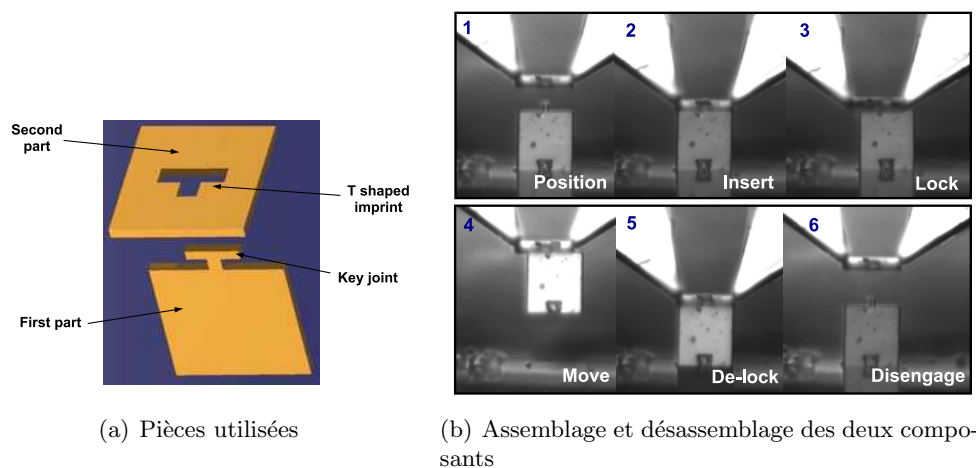 Second
part
T shaped
imprint
Key joint
First part
1
2
3
Position
Insert
Lock
4
5
6
Move
De-lock
Disengage
(a) Pièces utilisées
(b) Assemblage et désassemblage des deux compo-
sants